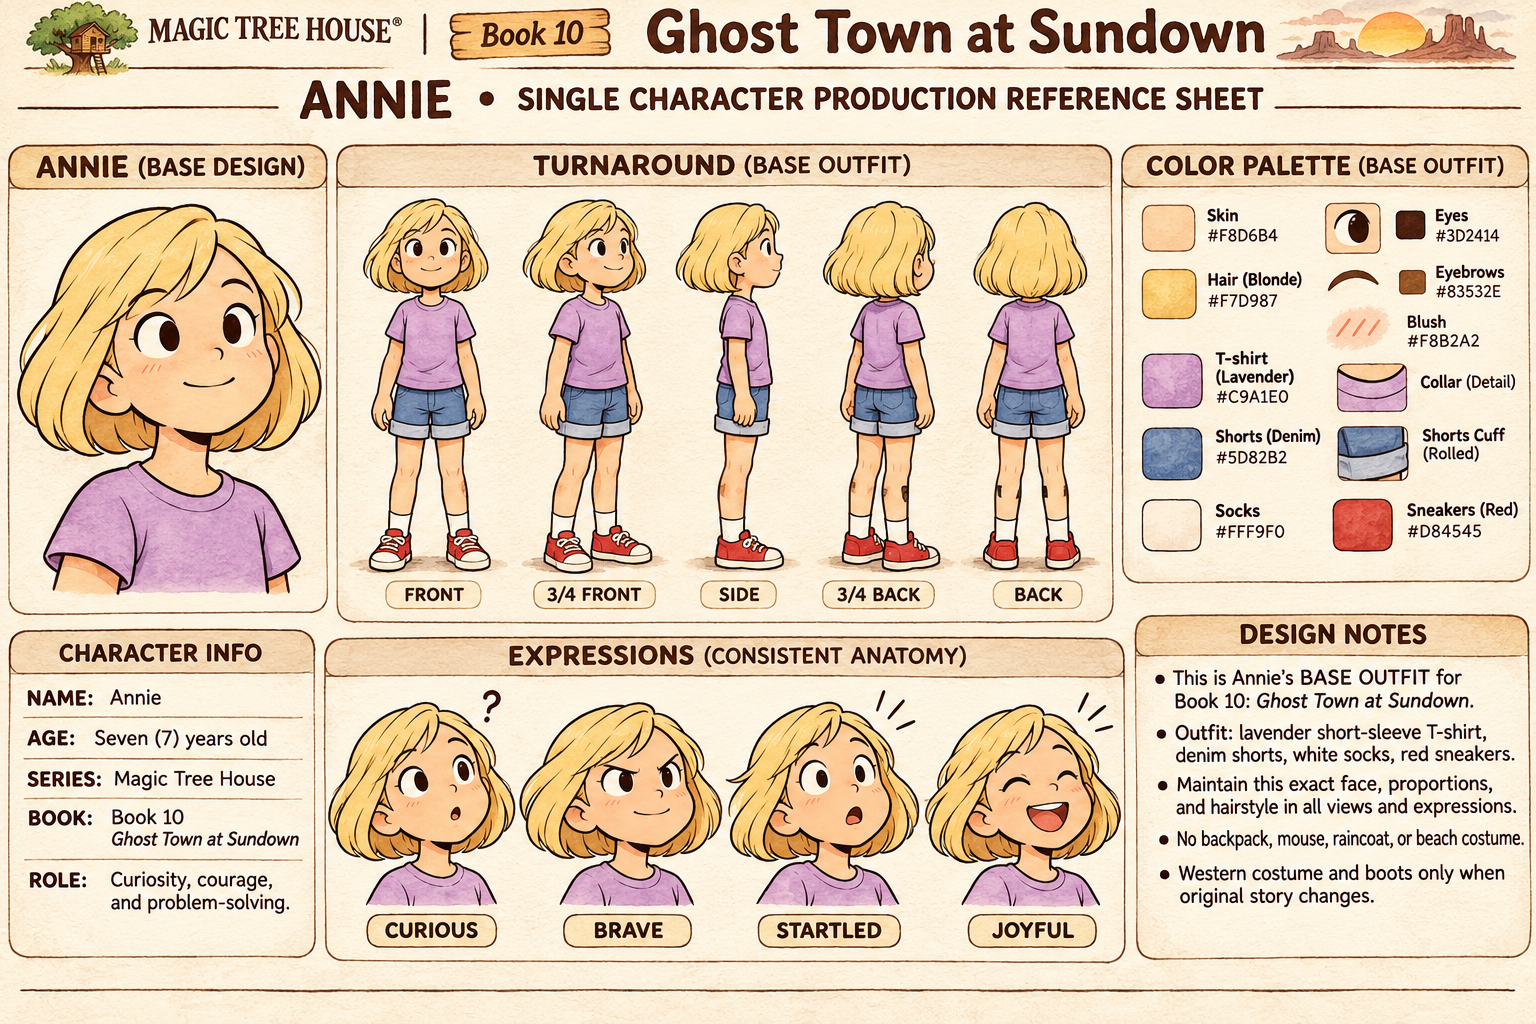 MAGIC TREE HOUSE®
Book 10
Ghost Town at Sundown
ANNIE • SINGLE CHARACTER PRODUCTION REFERENCE SHEET
ANNIE (BASE DESIGN)
TURNAROUND (BASE OUTFIT)
FRONT
3/4 FRONT
SIDE
3/4 BACK
BACK
COLOR PALETTE (BASE OUTFIT)
Skin
#F8D6B4
Eyes
#3D2414
Hair (Blonde)
#F7D987
Eyebrows
#83532E
Blush
#F8B2A2
T-shirt
(Lavender)
#C9A1E0
Collar (Detail)
Shorts (Denim)
#5D82B2
Shorts Cuff
(Rolled)
Socks
#FFF9F0
Sneakers (Red)
#D84545
CHARACTER INFO
NAME: Annie
AGE: Seven (7) years old
SERIES: Magic Tree House
BOOK: Book 10
Ghost Town at Sundown
ROLE: Curiosity, courage,
and problem-solving.
EXPRESSIONS (CONSISTENT ANATOMY)
?
CURIOUS
BRAVE
STARTLED
JOYFUL
DESIGN NOTES
• This is Annie's BASE OUTFIT for
Book 10: Ghost Town at Sundown.
• Outfit: lavender short-sleeve T-shirt,
denim shorts, white socks, red sneakers.
• Maintain this exact face, proportions,
and hairstyle in all views and expressions.
• No backpack, mouse, raincoat, or beach costume.
• Western costume and boots only when
original story changes.